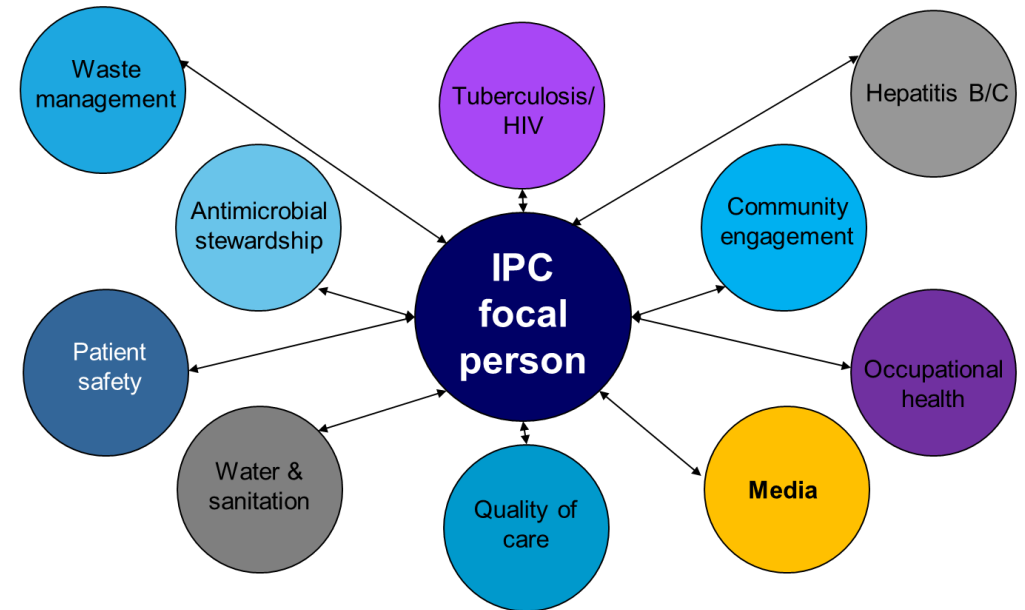 Waste
management
Tuberculosis/
HIV
Hepatitis B/C
Antimicrobial
stewardship
Community
engagement
IPC
focal
person
Patient
safety
Occupational
health
Water &
sanitation
Quality of
care
Media